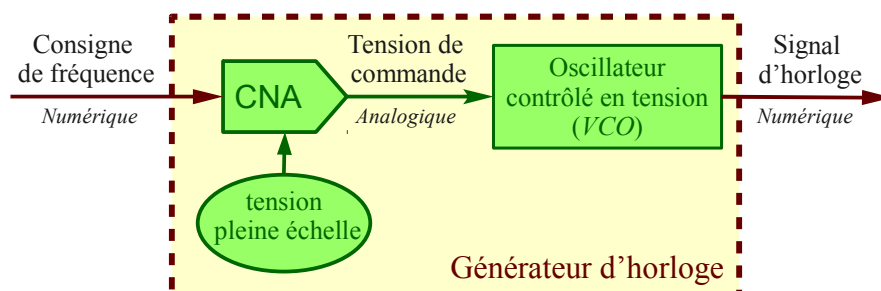 Consigne
de fréquence
Numérique
CNA
tension
pleine échelle
Tension de
commande
Analogique
Oscillateur
contrôlé en tension
(VCO)
Signal
d’horloge
Numérique
Générateur d’horloge